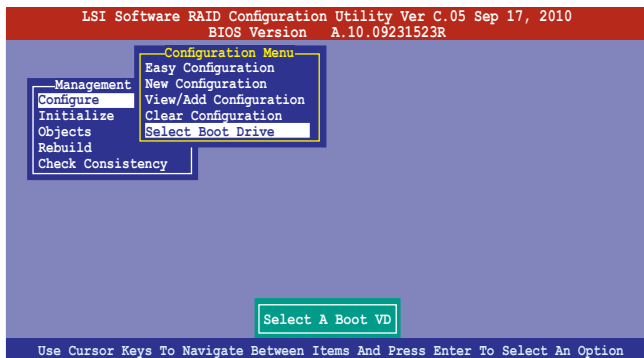 LSI Software RAID Configuration Utility Ver C.05 Sep 17, 2010
BIOS Version A.10.09231523R
Configuration Menu
Easy Configuration
New Configuration
View/Add Configuration
Clear Configuration
Select Boot Drive
Management
Configure
Initialize
Objects
Rebuild
Check Consistency
Select A Boot VD
Use Cursor Keys To Navigate Between Items And Press Enter To Select An Option